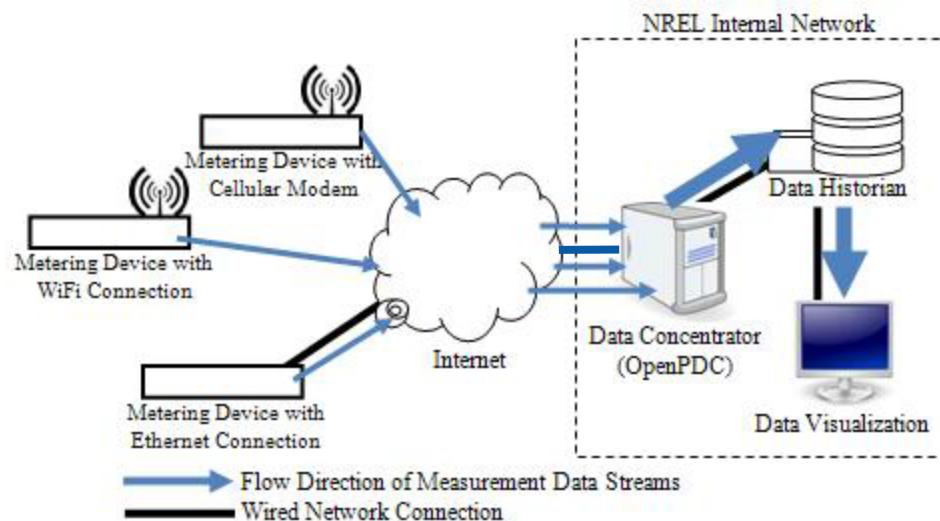 NREL Internal Network
Metering Device with
Cellular Modem
Data Historian
Metering Device with
WiFi Connection
Internet
Data Concentrator
(OpenPDC)
Metering Device with
Ethernet Connection
Data Visualization
Flow Direction of Measurement Data Streams
Wired Network Connection